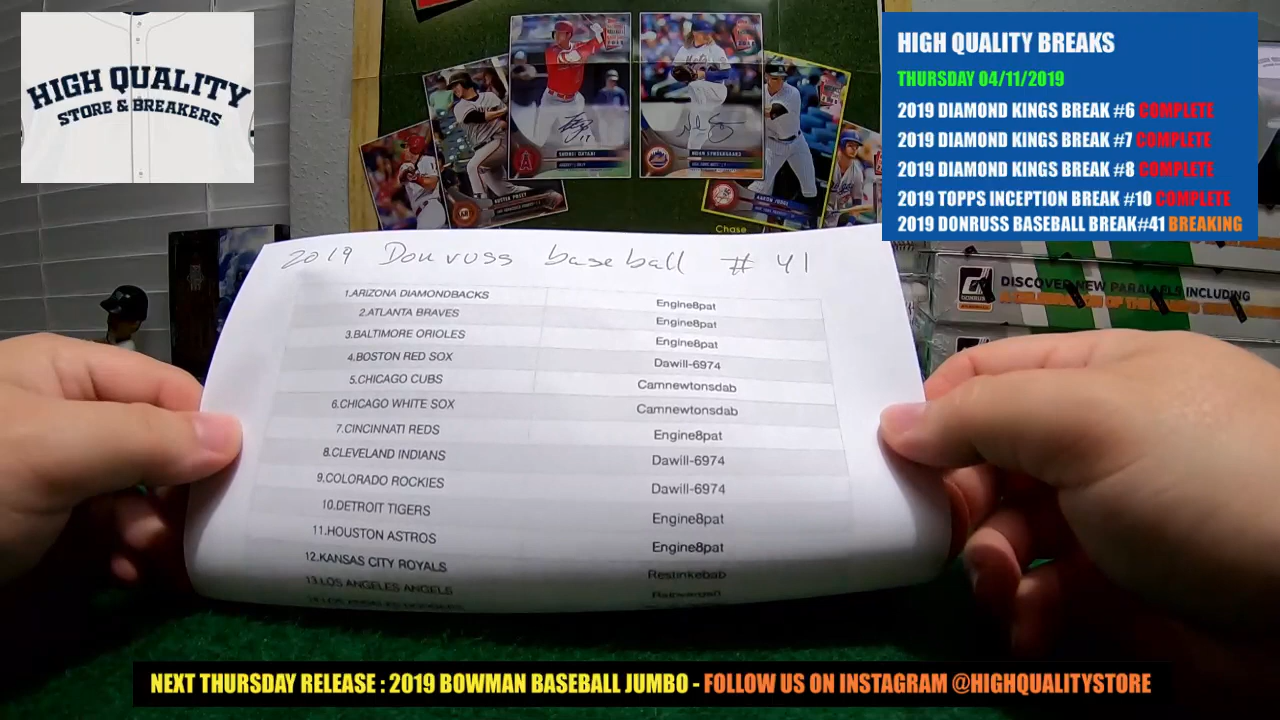 HIGH QUALITY
STORE & BREAKERS
HIGH QUALITY BREAKS
THURSDAY 04/11/2019
2019 DIAMOND KINGS BREAK #6 COMPLETE
2019 DIAMOND KINGS BREAK #7 COMPLETE
2019 DIAMOND KINGS BREAK #8 COMPLETE
2019 TOPPS INCEPTION BREAK #10 COMPLETE
2019 DONRUSS BASEBALL BREAK#41 BREAKING
Chase
DONRUSS
DISCOVER NEW PARALLELS INCLUDING
2019 Donruss baseball # 41
1.ARIZONA DIAMONDBACKS Engine8pat
2.ATLANTA BRAVES Engine8pat
3.BALTIMORE ORIOLES Engine8pat
4.BOSTON RED SOX Dawill-6974
5.CHICAGO CUBS Camnewtonsdab
6.CHICAGO WHITE SOX Camnewtonsdab
7.CINCINNATI REDS Engine8pat
8.CLEVELAND INDIANS Dawill-6974
9.COLORADO ROCKIES Dawill-6974
10.DETROIT TIGERS Engine8pat
11.HOUSTON ASTROS Engine8pat
12.KANSAS CITY ROYALS Restinkebab
13.LOS ANGELES ANGELS
NEXT THURSDAY RELEASE : 2019 BOWMAN BASEBALL JUMBO - FOLLOW US ON INSTAGRAM @HIGHQUALITYSTORE